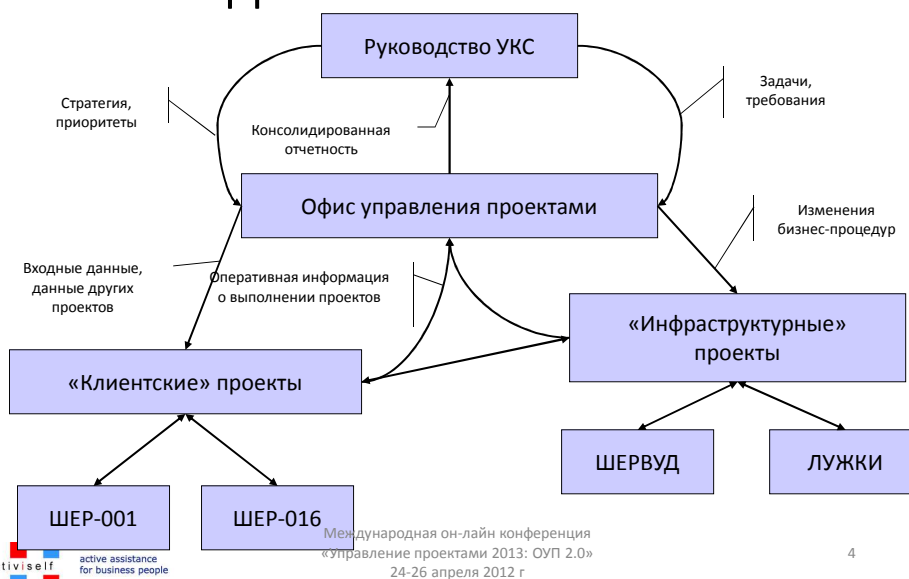 Руководство УКС
Стратегия,
приоритеты
Задачи,
требования
Консолидированная
отчетность
Офис управления проектами
Изменения
бизнес-процедур
Входные данные,
данные других
проектов
Оперативная информация
о выполнении проектов
«Инфраструктурные»
проекты
«Клиентские» проекты
ШЕРВУД
ЛУЖКИ
ШЕР-001
ШЕР-016
Международная он-лайн конференция
«Управление проектами 2013: ОУП 2.0»
24-26 апреля 2012 г
4
tiviself
active assistance
for business people